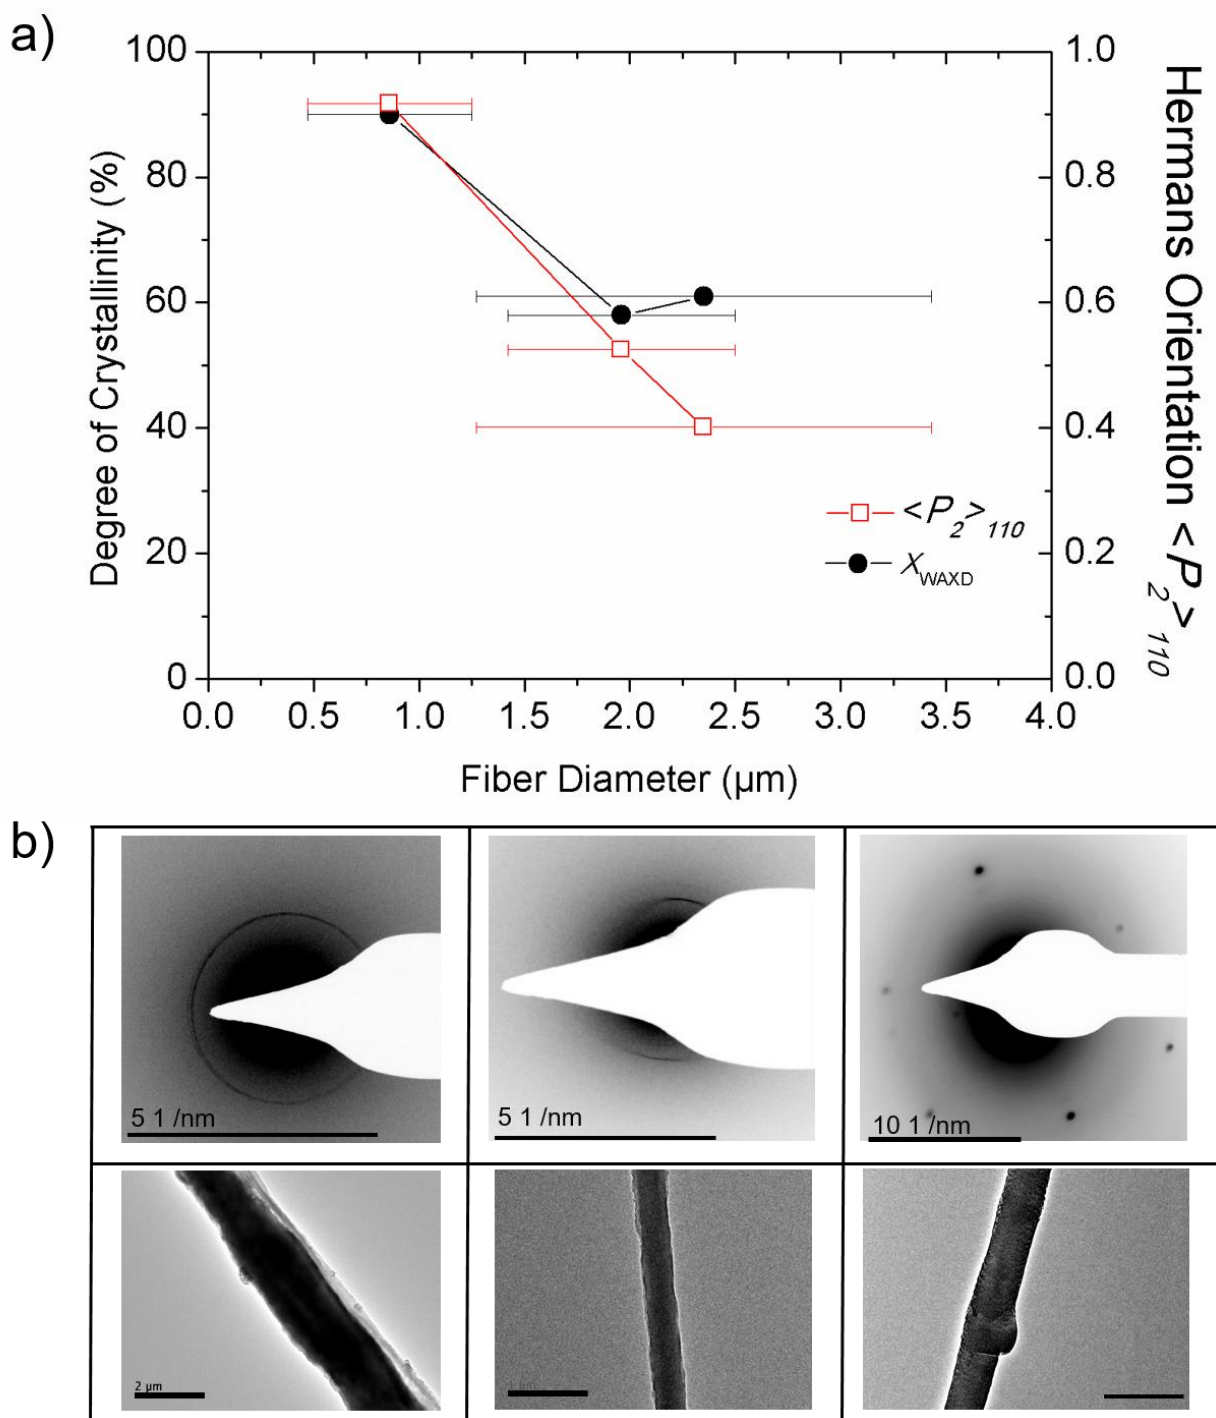 a)
100
80
60
40
20
0
Degree of Crystallinity (%)
1.0
0.8
0.6
0.4
0.2
0.0
Hermans Orientation <P2>110
<P2>110
XWAXD
0.0 0.5 1.0 1.5 2.0 2.5 3.0 3.5 4.0
Fiber Diameter (µm)
b)
5 1 /nm
5 1 /nm
10 1 /nm
2 µm